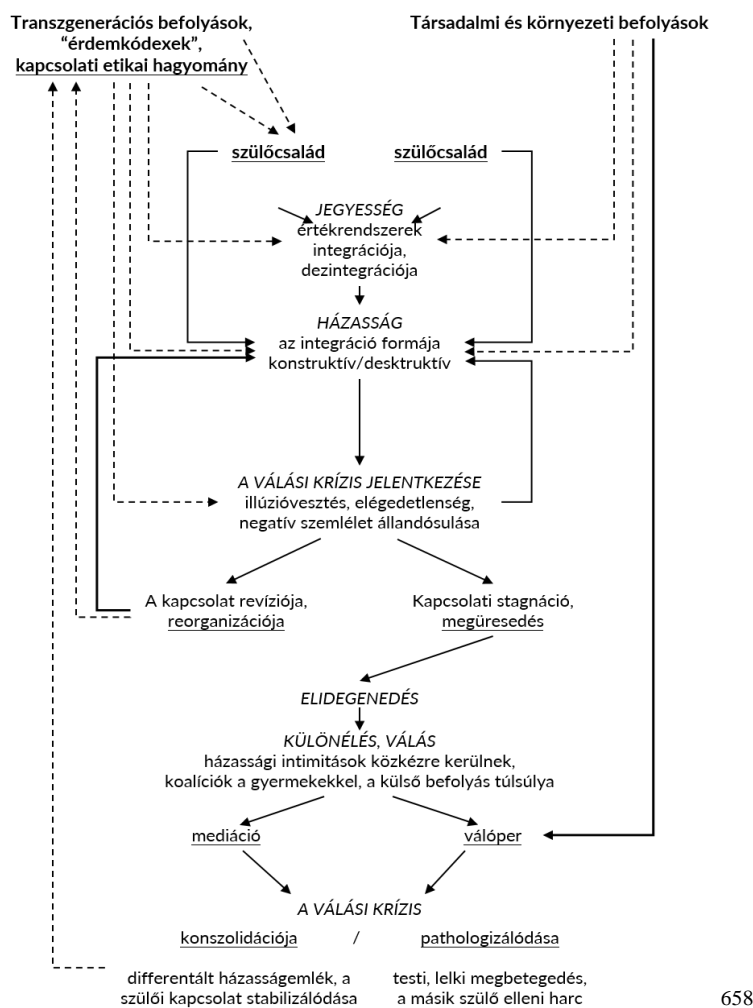 Transzgenerációs befolyások,
“érdemkódexek”,
kapcsolati etikai hagyomány
Társadalmi és környezeti befolyások
szülőcsalád
szülőcsalád
JEGYESSÉG
értékrendszerek
integrációja,
dezintegrációja
HÁZASSÁG
az integráció formája
konstruktív/desktruktív
A VÁLÁSI KRÍZIS JELENTKEZÉSE
illúzióvesztés, elégedetlenség,
negatív szemlélet állandósulása
A kapcsolat revíziója,
reorganizációja
Kapcsolati stagnáció,
megüresedés
ELIDEGENEDÉS
KÜLÖNÉLÉS, VÁLÁS
házassági intimitások közkézre kerülnek,
koalíciók a gyermekekkel, a külső befolyás túlsúlya
mediáció
válóper
A VÁLÁSI KRÍZIS
konszolidációja / pathologizálódása
differentált házasságemlék, a
szülői kapcsolat stabilizálódása
testi, lelki megbetegedés,
a másik szülő elleni harc
658